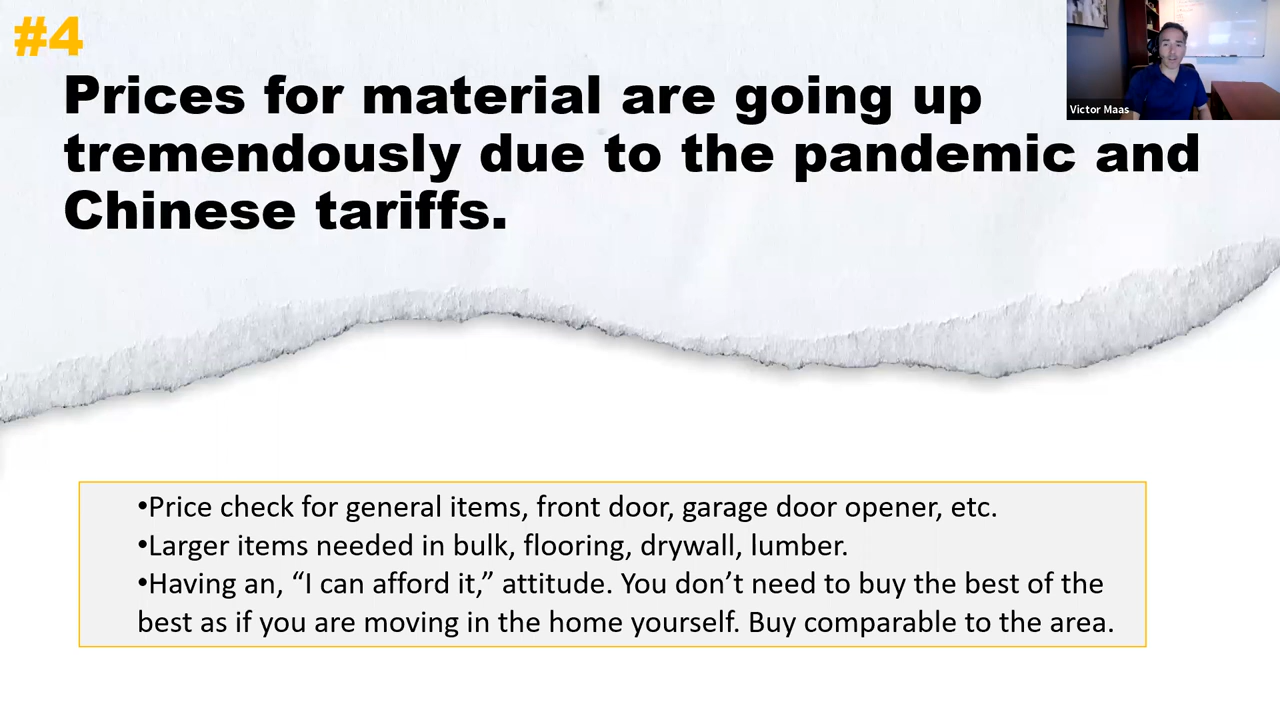 #4
Prices for material are going up
tremendously due to the pandemic and
Chinese tariffs.
Victor Maas
•Price check for general items, front door, garage door opener, etc.
•Larger items needed in bulk, flooring, drywall, lumber.
•Having an, “I can afford it,” attitude. You don’t need to buy the best of the
best as if you are moving in the home yourself. Buy comparable to the area.